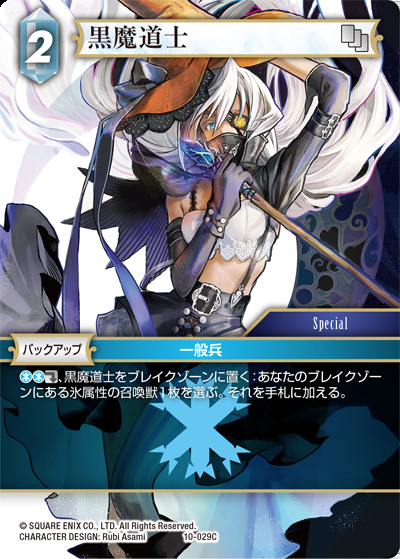 2
黒魔道士
Special
バックアップ
一般兵
、黒魔道士をブレイクゾーンに置く：あなたのブレイクゾー
ンにある氷属性の召喚獣1枚を選ぶ。それを手札に加える。
© SQUARE ENIX CO., LTD. All Rights Reserved.
CHARACTER DESIGN: Rubi Asami
10-029C